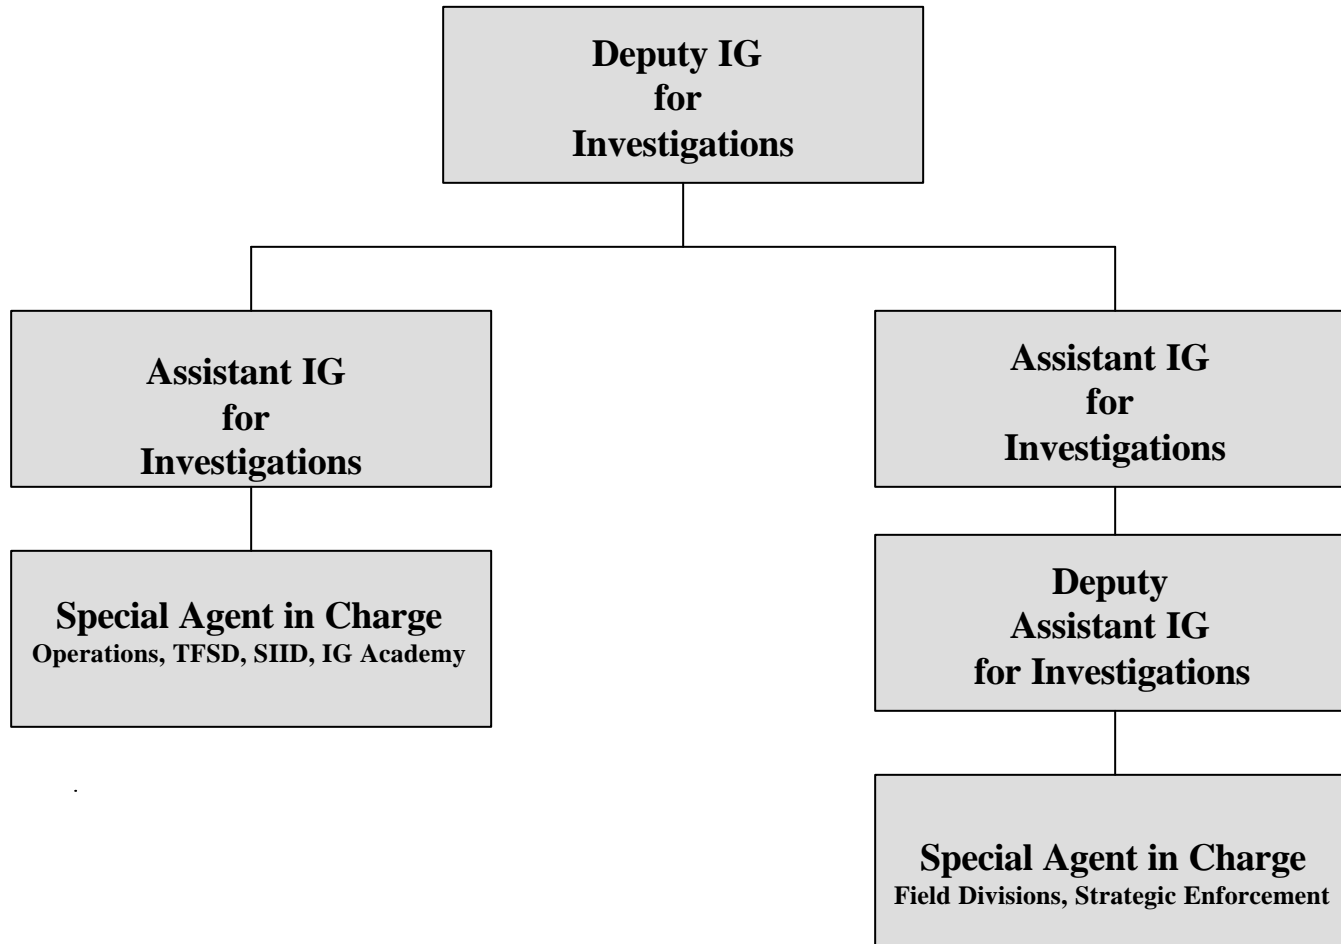 Deputy IG
for
Investigations
Assistant IG
for
Investigations
Assistant IG
for
Investigations
Special Agent in Charge
Operations, TFSD, SIID, IG Academy
Deputy
Assistant IG
for Investigations
.
Special Agent in Charge
Field Divisions, Strategic Enforcement